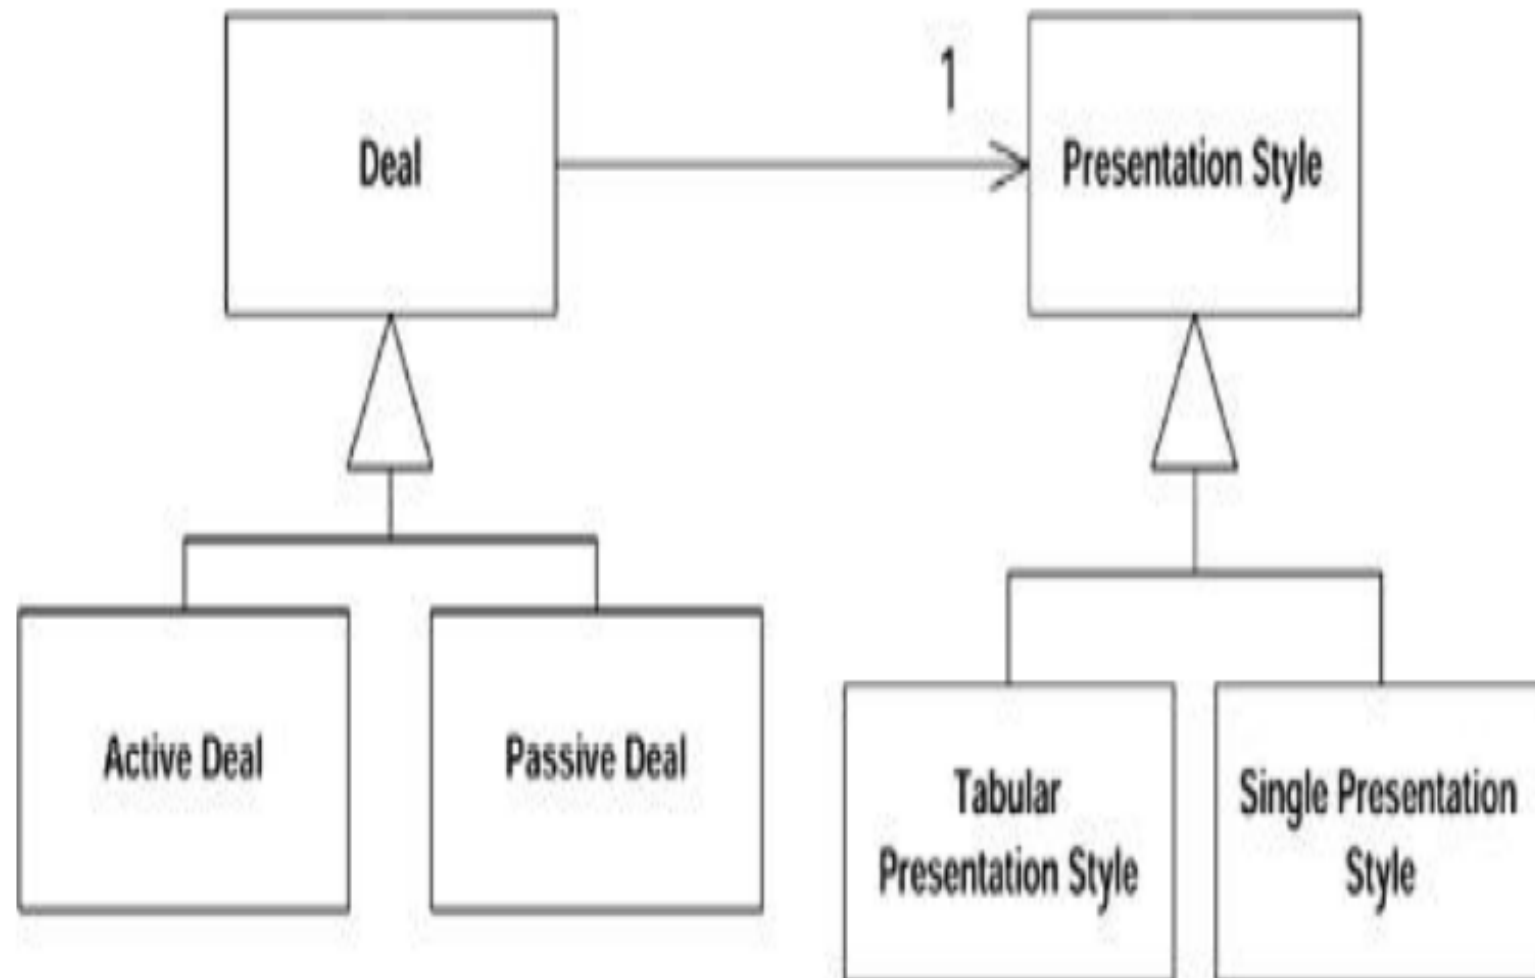 1
Deal
Presentation Style
Active Deal
Passive Deal
Tabular
Presentation Style
Single Presentation
Style